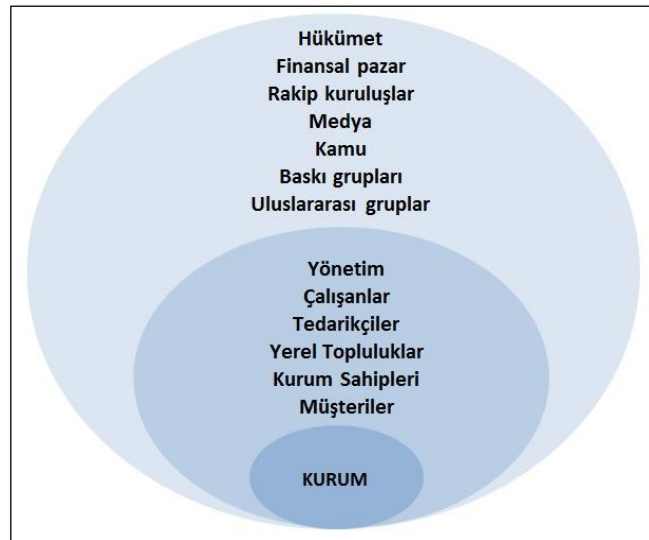 Hükümet
Finansal pazar
Rakip kuruluşlar
Medya
Kamu
Baskı grupları
Uluslararası gruplar
Yönetim
Çalışanlar
Tedarikçiler
Yerel Topluluklar
Kurum Sahipleri
Müşteriler
KURUM